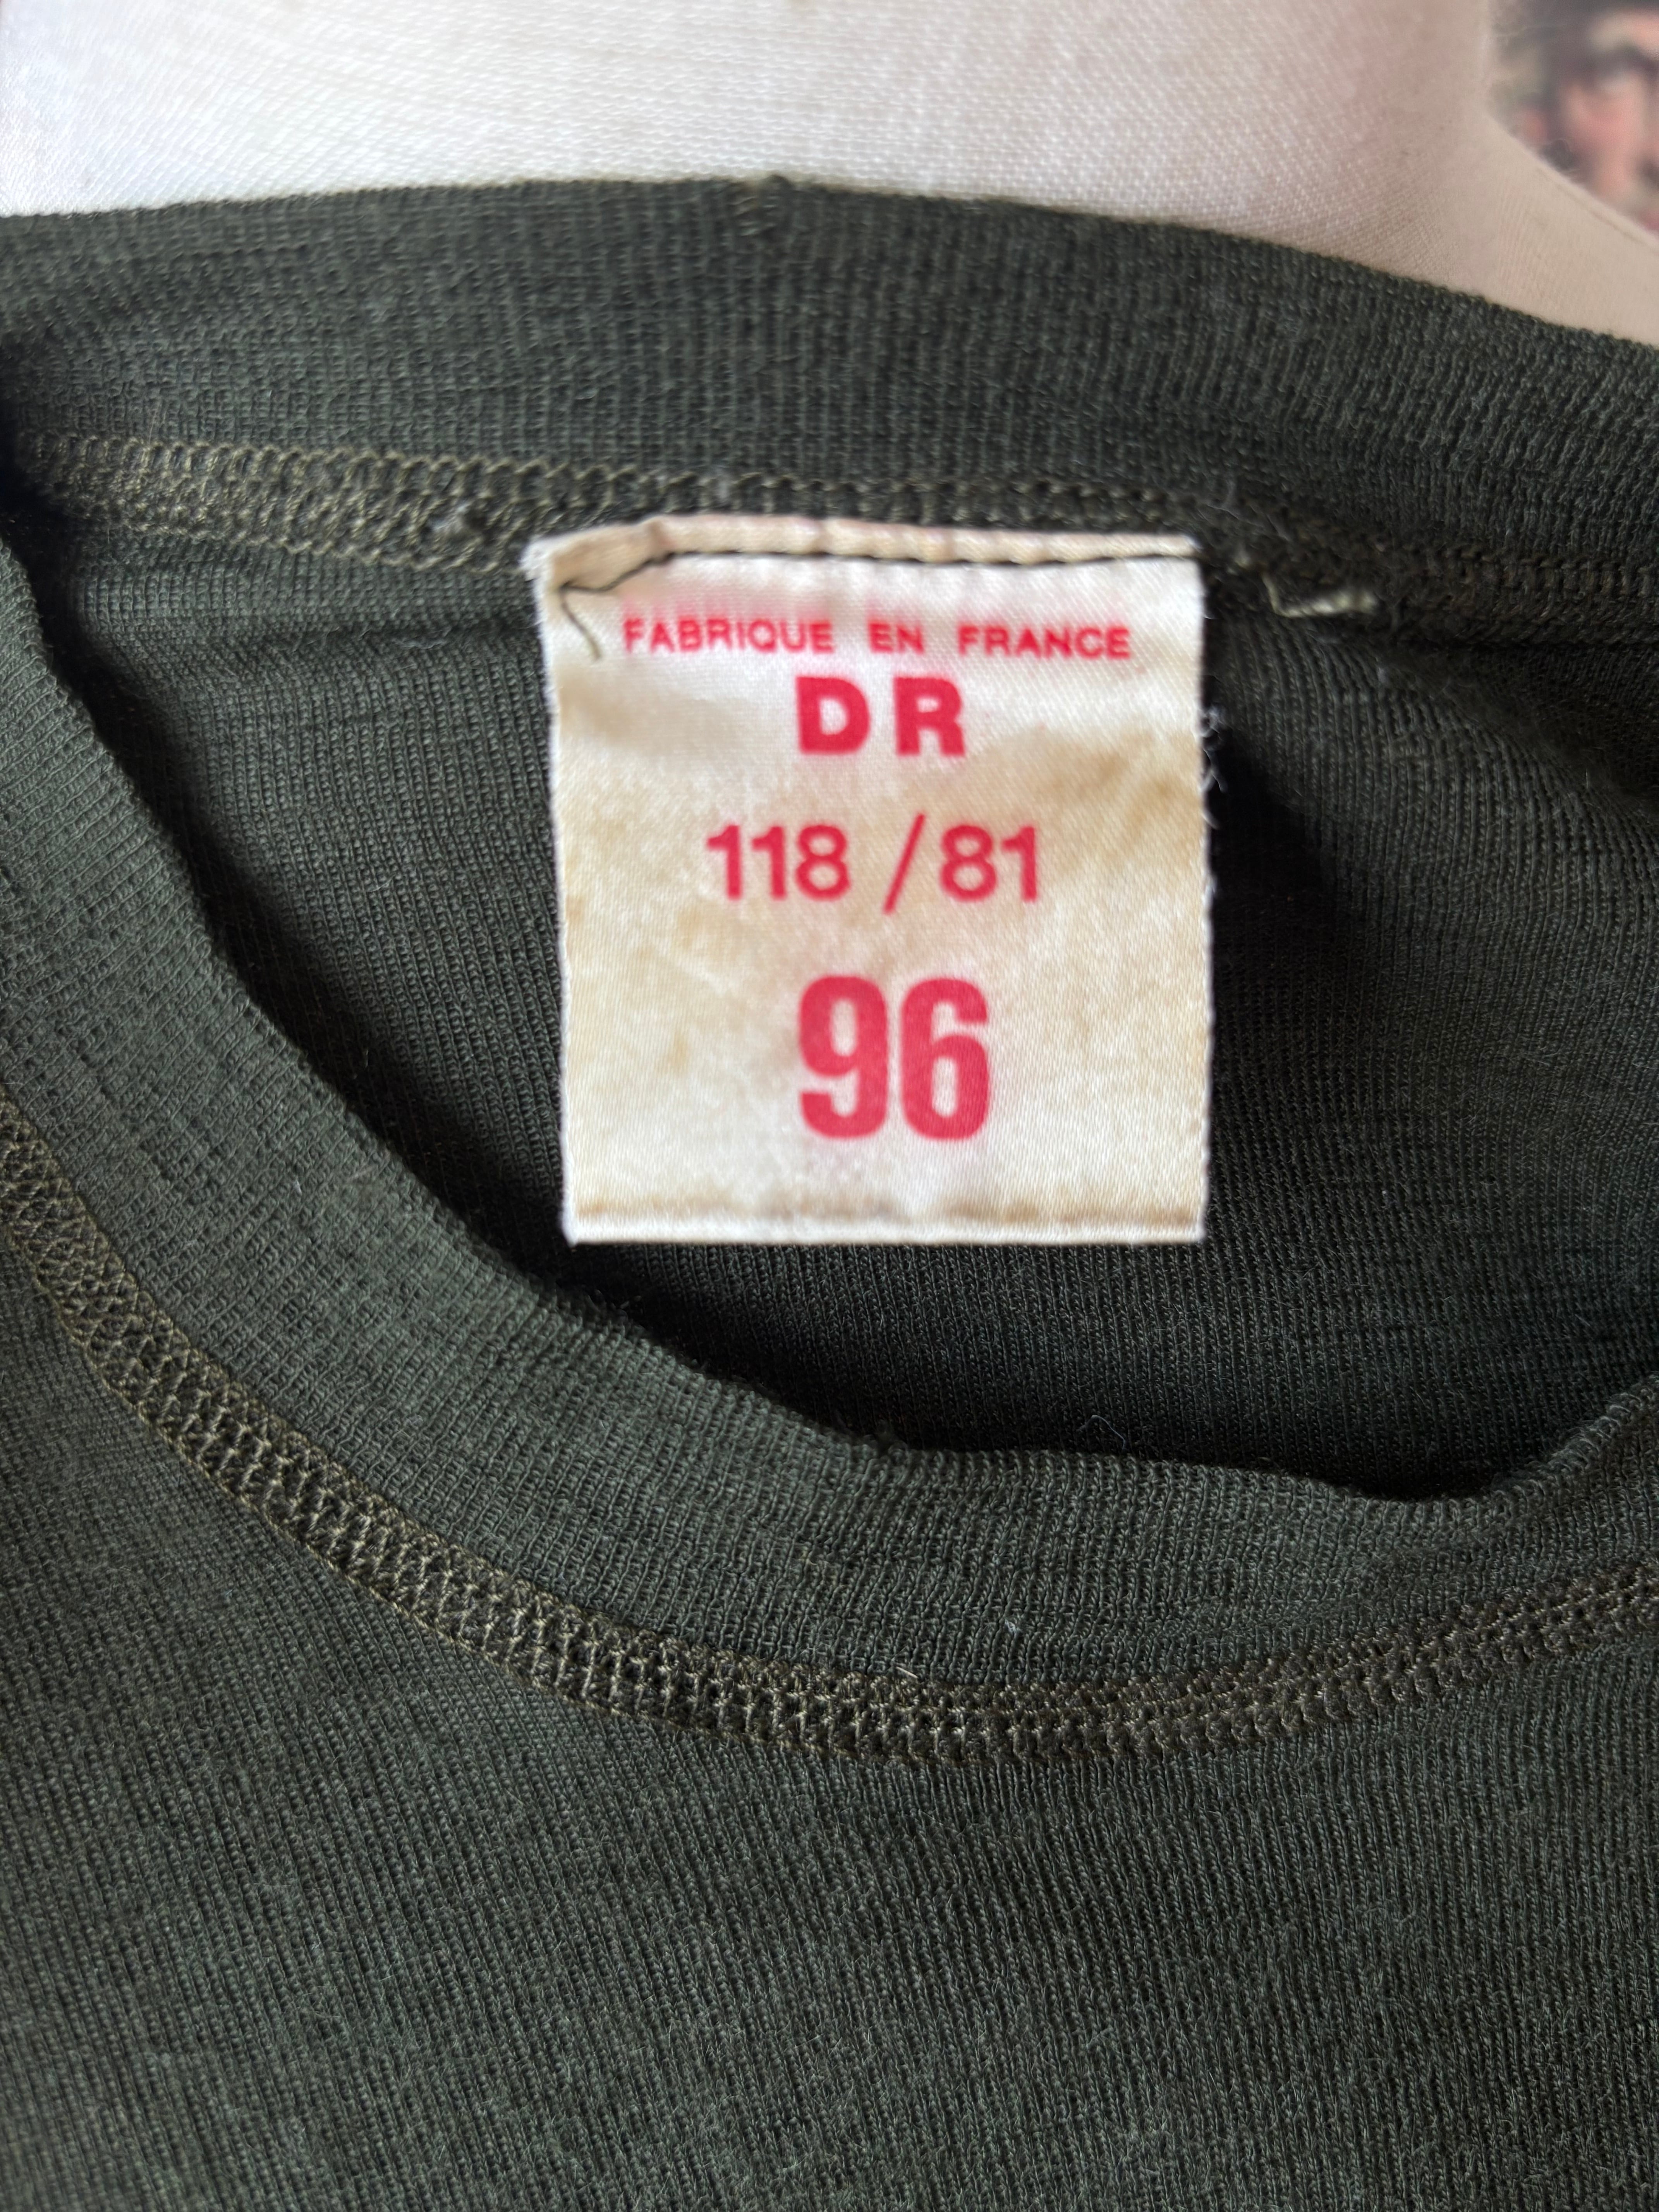 FABRIQUE EN FRANCE
DR
118 / 81
96